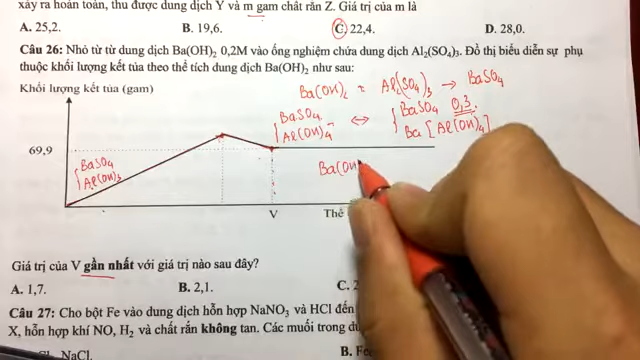 xảy ra hoàn toàn, thu được dung dịch Y và m gam chất rắn Z. Giá trị của m là
A. 25,2. B. 19,6. C. 22,4. D. 28,0.
Câu 26: Nhỏ từ từ dung dịch Ba(OH)2 0,2M vào ống nghiệm chứa dung dịch Al2(SO4)3. Đồ thị biểu diễn sự phụ
thuộc khối lượng kết tủa theo thể tích dung dịch Ba(OH)2 như sau:
Khối lượng kết tủa (gam)
Ba(OH)2 + Al2(SO4)3 → BaSO4
BaSO4 ⇔ BaSO4 0,3
Al(OH)4- Ba[Al(OH)4]
69,9
BaSO4
Al(OH)3
Ba(OH
V Thể
Giá trị của V gần nhất với giá trị nào sau đây?
A. 1,7. B. 2,1. C. 2
Câu 27: Cho bột Fe vào dung dịch hỗn hợp NaNO3 và HCl đến
X, hỗn hợp khí NO, H2 và chất rắn không tan. Các muối trong
NaCl. B.